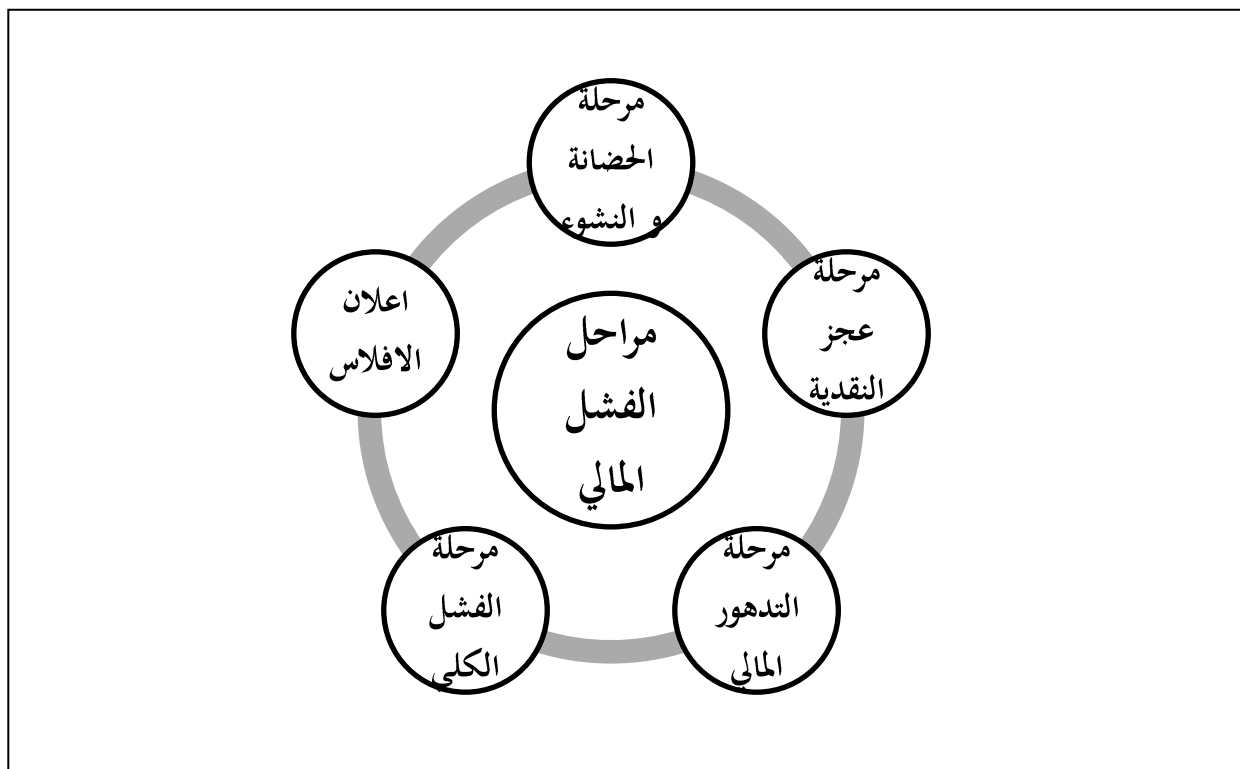 مرحلة
الحضانة
و النشوء
مرحلة
عجز
النقدية
مرحلة
التدهور
المالي
مرحلة
الفشل
الكلي
اعلان
الافلاس
مراحل
الفشل
المالي